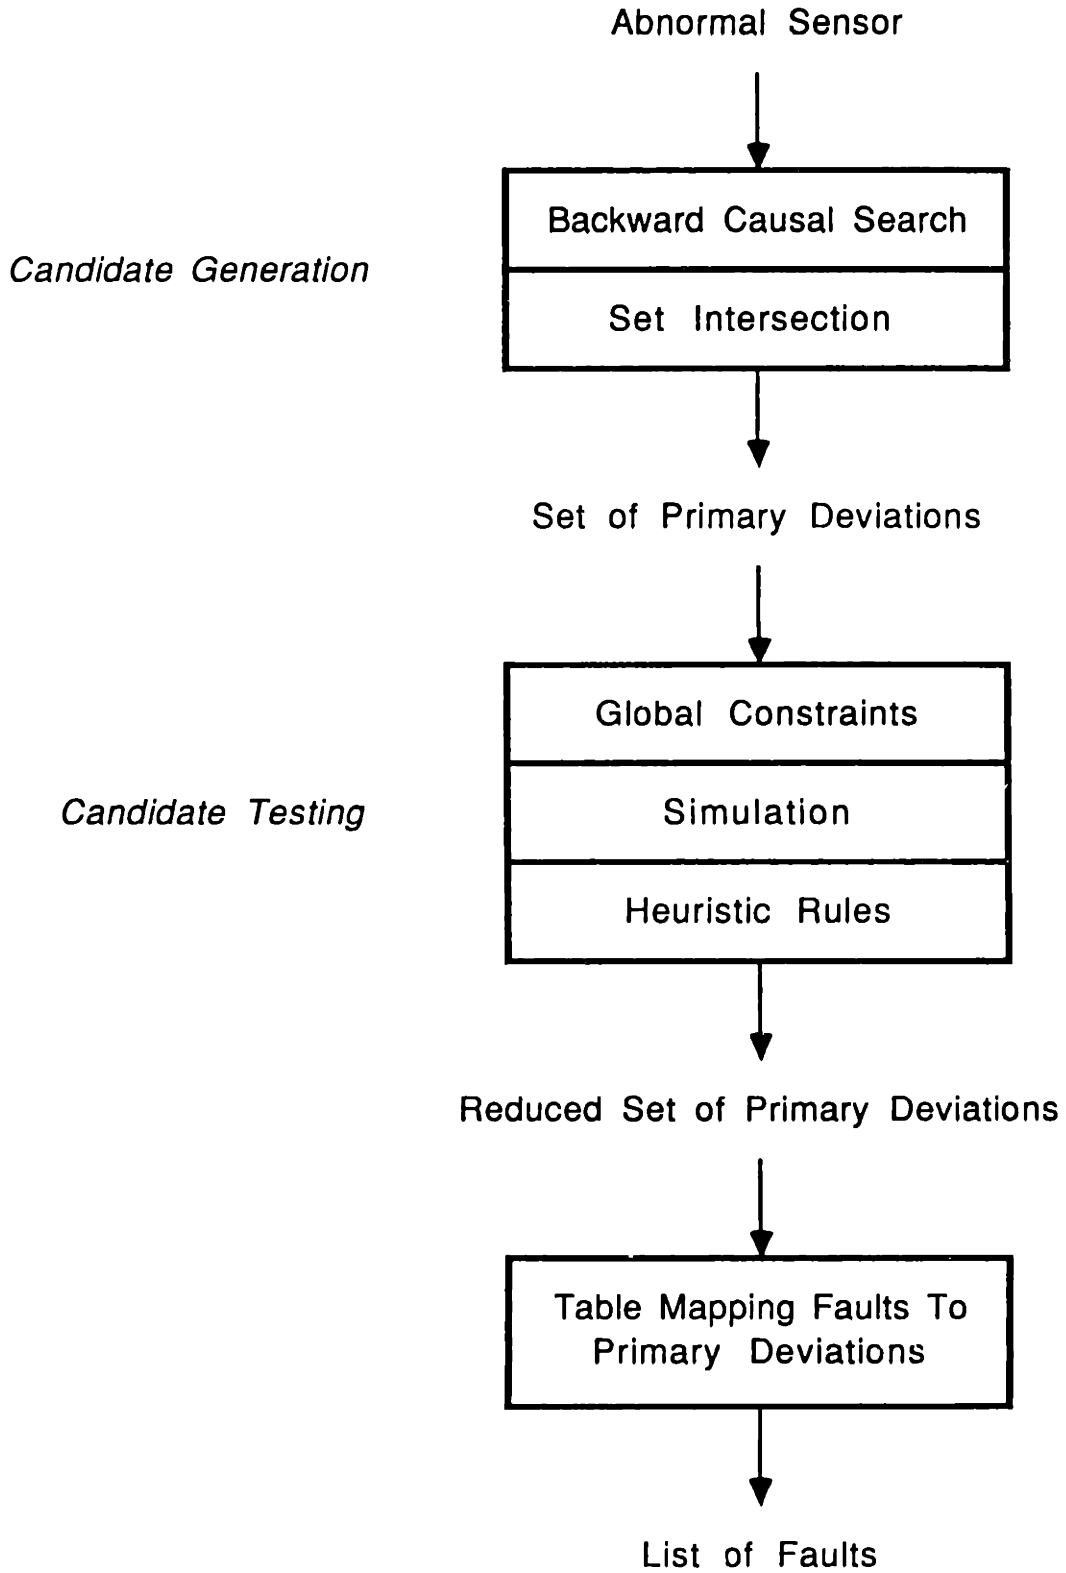 Abnormal Sensor
Backward Causal Search
Candidate Generation
Set Intersection
Set of Primary Deviations
Global Constraints
Candidate Testing
Simulation
Heuristic Rules
Reduced Set of Primary Deviations
Table Mapping Faults To
Primary Deviations
List of Faults